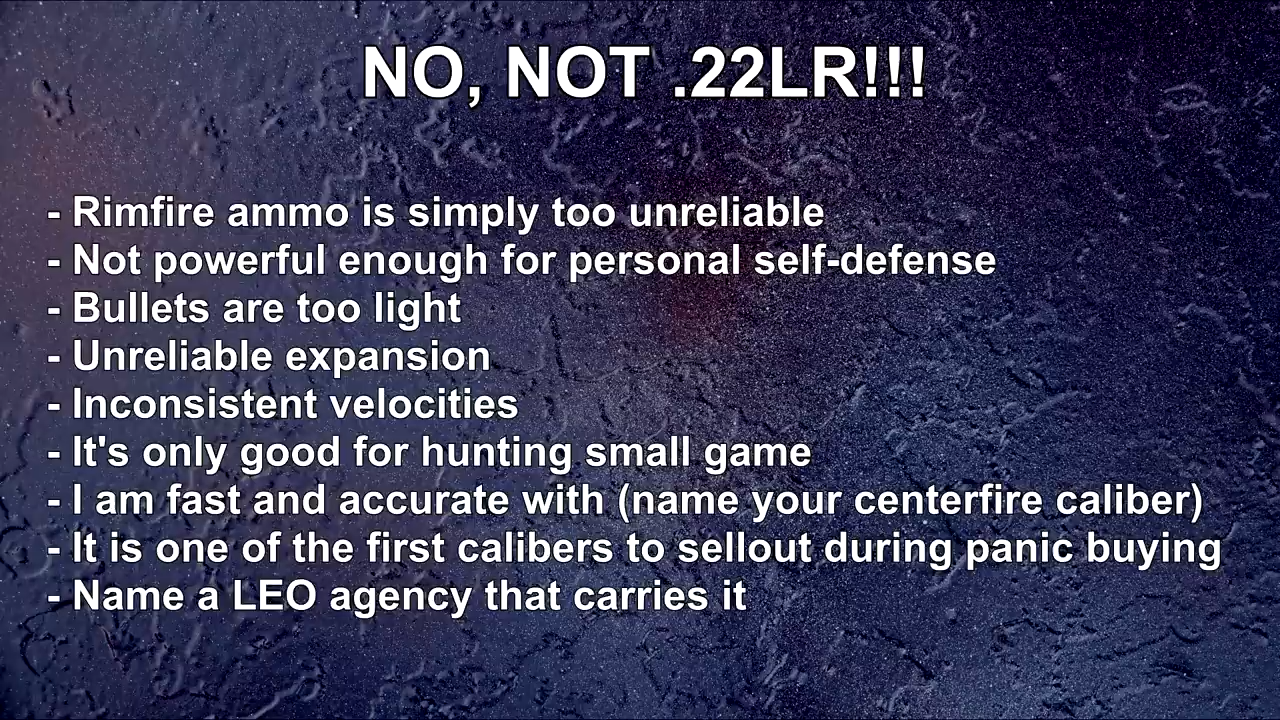 NO, NOT .22LR!!!
- Rimfire ammo is simply too unreliable
- Not powerful enough for personal self-defense
- Bullets are too light
- Unreliable expansion
- Inconsistent velocities
- It's only good for hunting small game
- I am fast and accurate with (name your centerfire caliber)
- It is one of the first calibers to sellout during panic buying
- Name a LEO agency that carries it